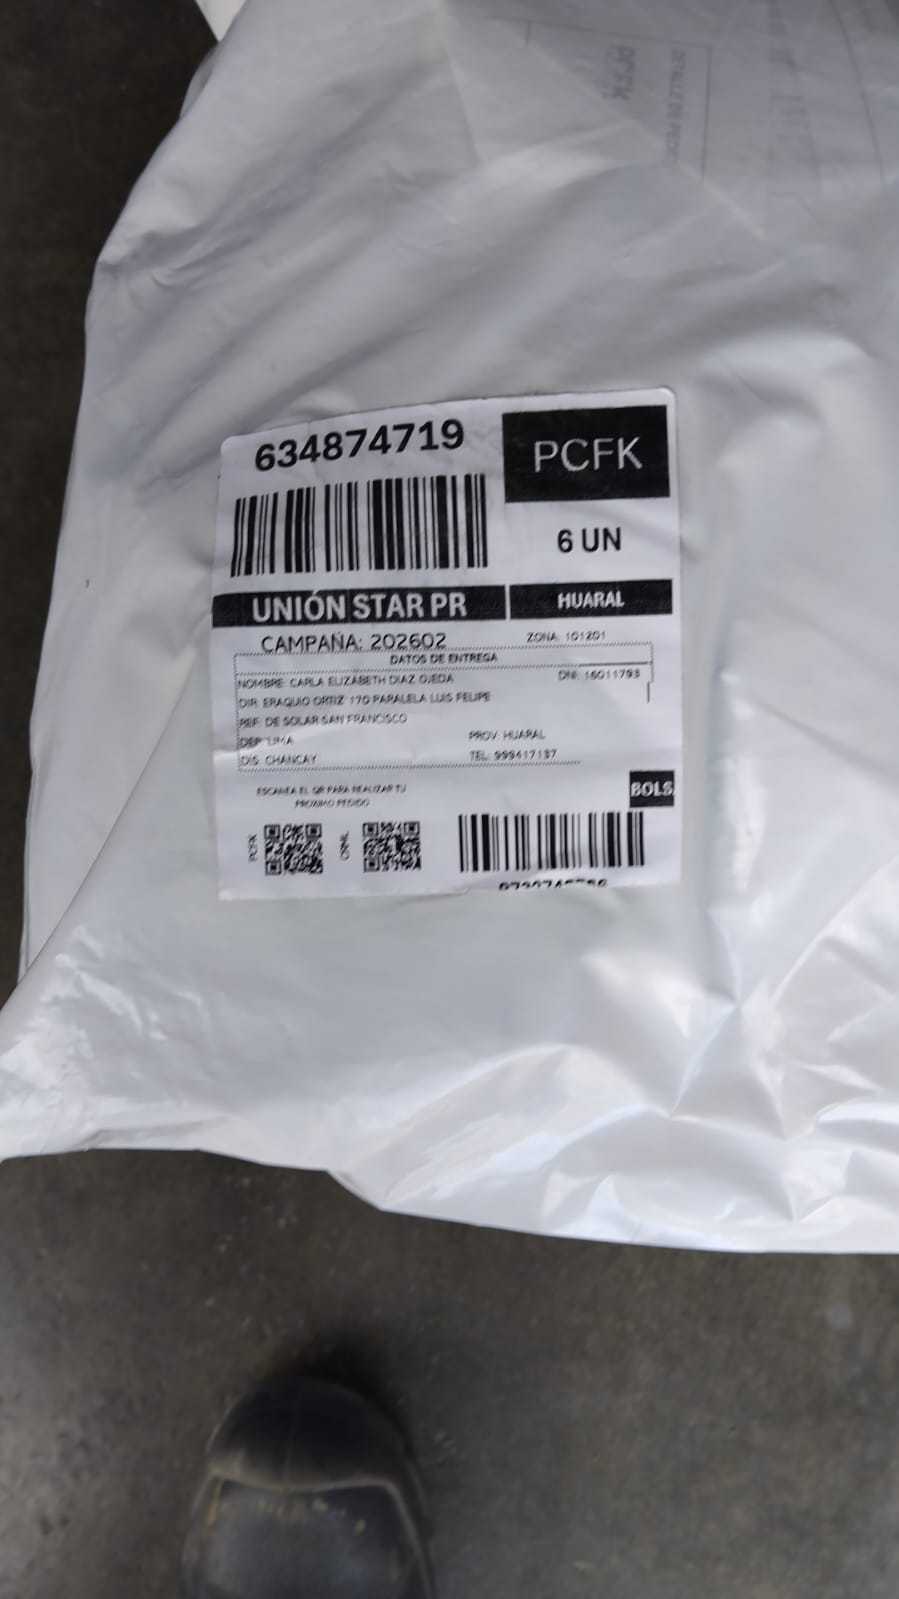 634874719
PCFK
6 UN
UNIÓN STAR PR
HUARAL
CAMPAÑA: 202602
ZONA: 101201
DATOS DE ENTREGA
NOMBRE: CARLA ELIZABETH DIAZ OJEDA
DNI: 16011793
DIR: ERAQUIO ORTIZ 170 PARALELA LUIS FELIPE
REF: DE SOLAR SAN FRANCISCO
DEP: LIMA
PROV: HUARAL
DIS: CHANCAY
TEL: 999417137
ESCANEA EL QR PARA REALIZAR TU
PRÓXIMO PEDIDO
BOLS
PCFK